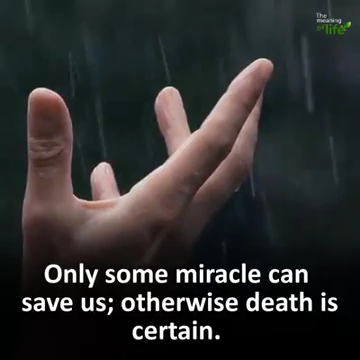 The
meaning
of life
Only some miracle can
save us; otherwise death is
certain.